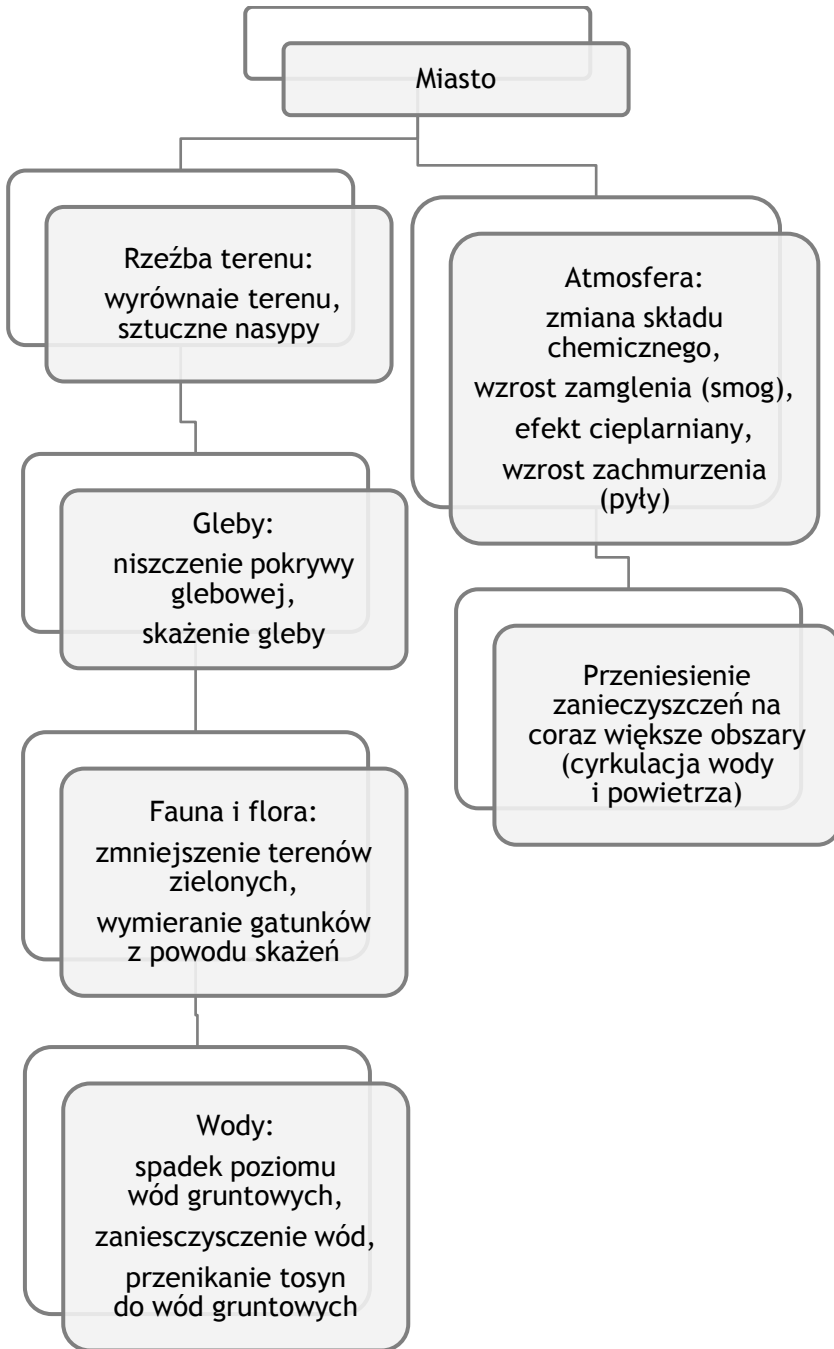 Miasto
Rzeźba terenu:
wyrównaie terenu,
sztuczne nasypy
Gleby:
niszczenie pokrywy
glebowej,
skażenie gleby
Fauna i flora:
zmniejszenie terenów
zielonych,
wymieranie gatunków
z powodu skażeń
Wody:
spadek poziomu
wód gruntowych,
zaniesczysczenie wód,
przenikanie tosyn
do wód gruntowych
Atmosfera:
zmiana składu
chemicznego,
wzrost zamglenia (smog),
efekt cieplarniany,
wzrost zachmurzenia
(pyły)
Przeniesienie
zanieczyszczeń na
coraz większe obszary
(cyrkulacja wody
i powietrza)